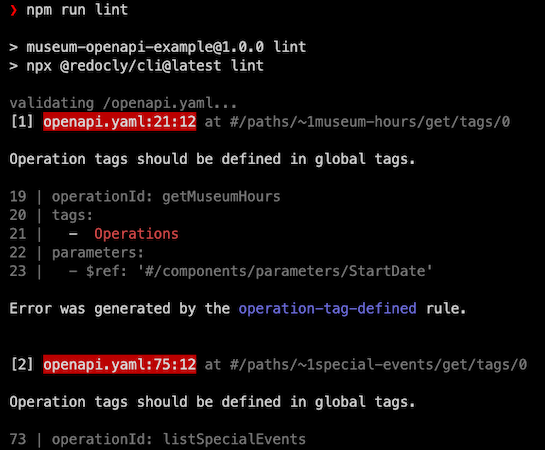 ❯ npm run lint
> museum-openapi-example@1.0.0 lint
> npx @redocly/cli@latest lint
validating /openapi.yaml...
[1] openapi.yaml:21:12 at #/paths/~1museum-hours/get/tags/0
Operation tags should be defined in global tags.
19 | operationId: getMuseumHours
20 | tags:
21 |   - Operations
22 | parameters:
23 |   - $ref: '#/components/parameters/StartDate'
Error was generated by the operation-tag-defined rule.
[2] openapi.yaml:75:12 at #/paths/~1special-events/get/tags/0
Operation tags should be defined in global tags.
73 | operationId: listSpecialEvents